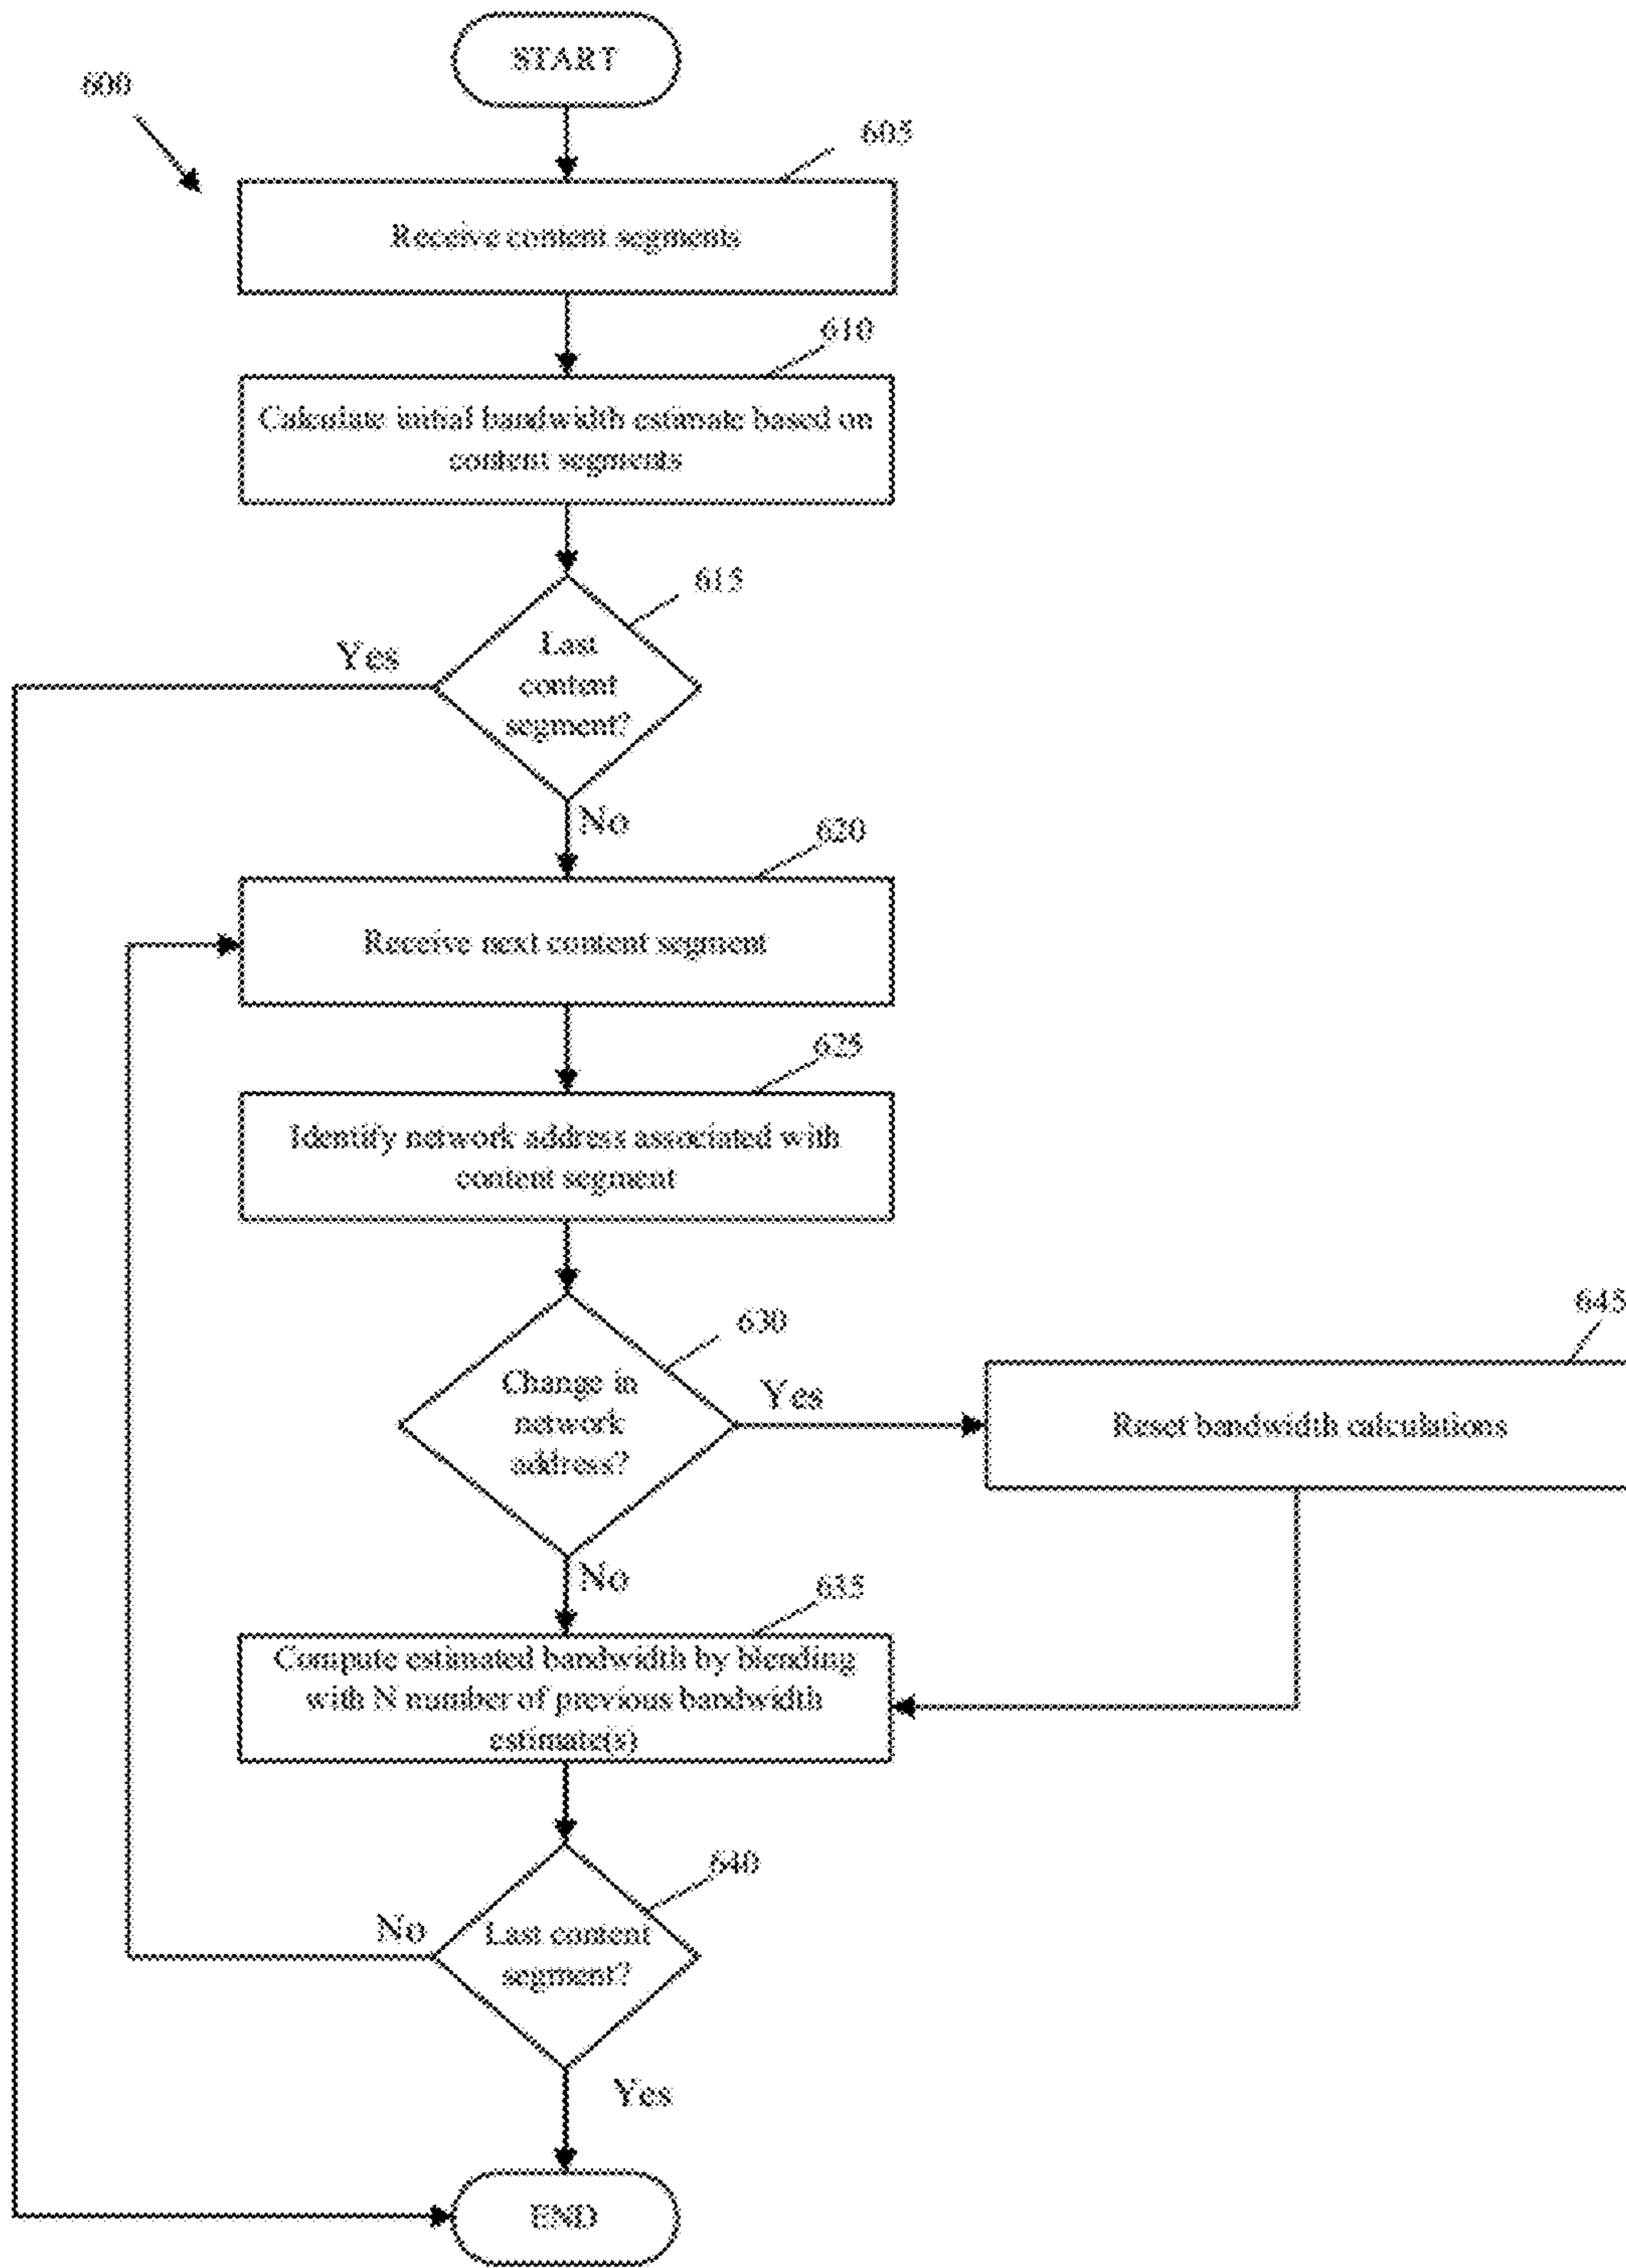 START
600
605
Receive content segments
610
Calculate initial bandwidth estimate based on
content segments
615
Last
content
segment?
Yes
No
620
Receive next content segment
625
Identify network address associated with
content segment
630
Change in
network
address?
Yes
645
Reset bandwidth calculations
No
635
Compute estimated bandwidth by blending
with N number of previous bandwidth
estimate(s)
640
Last content
segment?
No
Yes
END